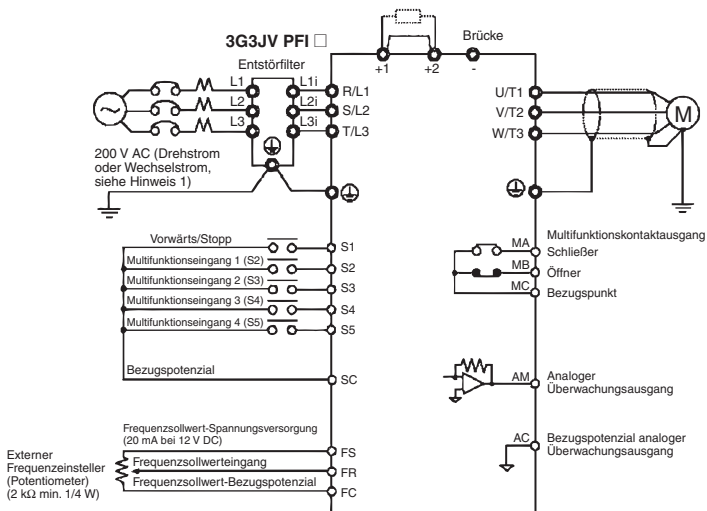 3G3JV PFI □
Brücke
+1
+2
-
Entstörfilter
L1
L1i
R/L1
L2
L2i
S/L2
L3
L3i
T/L3
U/T1
V/T2
W/T3
M
200 V AC (Drehstrom
oder Wechselstrom,
siehe Hinweis 1)
Vorwärts/Stopp
S1
Multifunktionseingang 1 (S2)
S2
Multifunktionseingang 2 (S3)
S3
Multifunktionseingang 3 (S4)
S4
Multifunktionseingang 4 (S5)
S5
Bezugspotenzial
SC
Multifunktionskontaktausgang
MA
Schließer
MB
Öffner
MC
Bezugspunkt
AM
Analoger
Überwachungsausgang
AC
Bezugspotenzial analoger
Überwachungsausgang
Frequenzsollwert-Spannungsversorgung
(20 mA bei 12 V DC)
FS
Externer
Frequenzeinsteller
(Potentiometer)
(2 kΩ min. 1/4 W)
Frequenzsollwerteingang
FR
Frequenzsollwert-Bezugspotenzial
FC